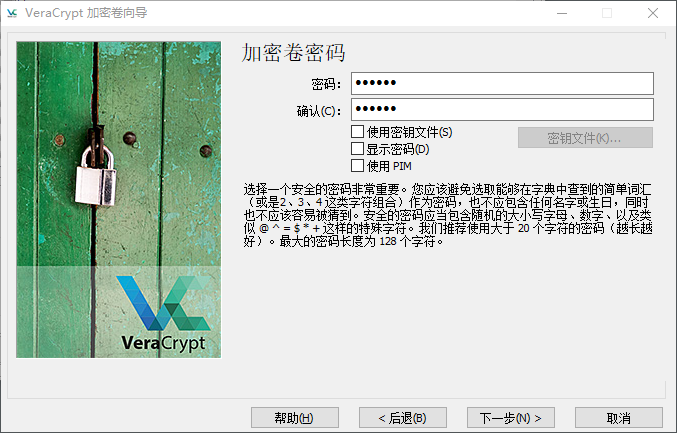 VeraCrypt 加密卷向导
加密卷密码
密码：
••••••
确认(C)：
••••••
使用密钥文件(S)
密钥文件(K)...
显示密码(D)
使用 PIM
选择一个安全的密码非常重要。您应该避免选取能够在字典中查到的简单词汇
（或是2、3、4 这类字符组合）作为密码，也不应包含任何名字或生日，同时
也不应该容易被猜到。安全的密码应当包含随机的大小写字母、数字、以及类
似 @ ^ = $ * + 这样的特殊字符。我们推荐使用大于 20 个字符的密码（越长越
好）。最大的密码长度为 128 个字符。
VeraCrypt
帮助(H)
< 后退(B)
下一步(N) >
取消